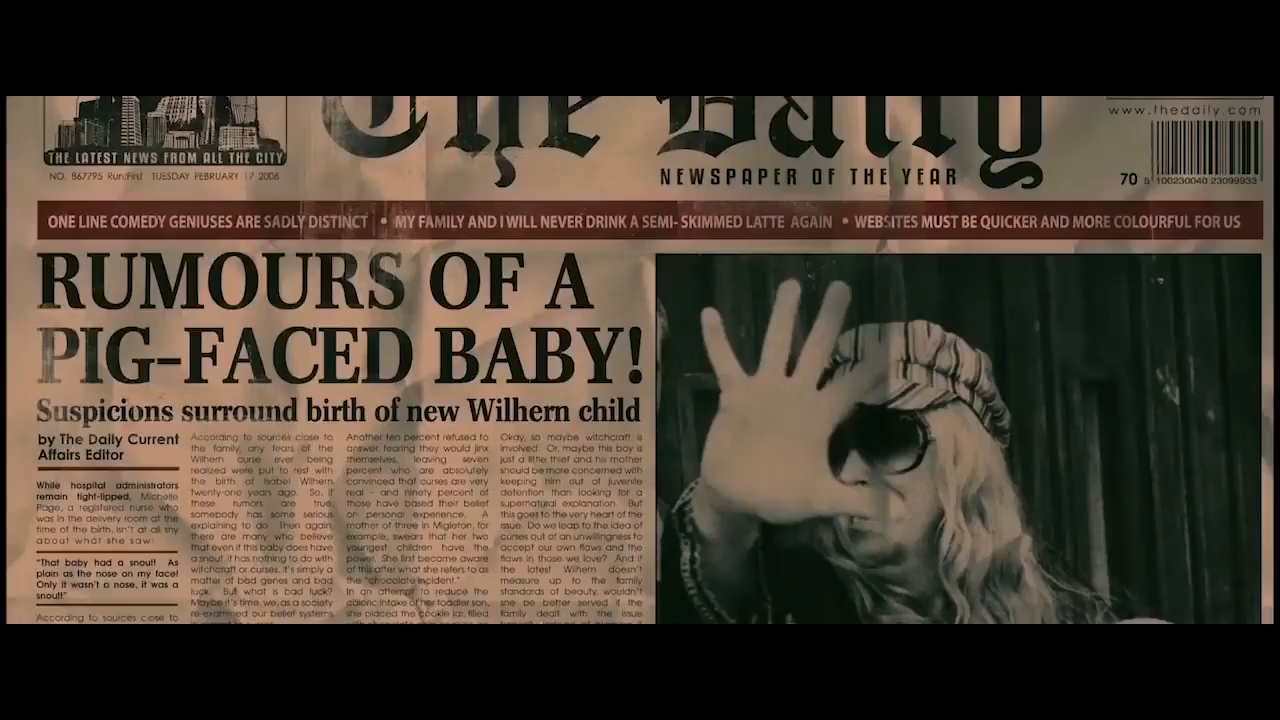 The Daily
www.thedaily.com
THE LATEST NEWS FROM ALL THE CITY
NO. 867795 Run:First TUESDAY FEBRUARY 17 2006
NEWSPAPER OF THE YEAR
70 5 100230040 23099933
ONE LINE COMEDY GENIUSES ARE SADLY DISTINCT • MY FAMILY AND I WILL NEVER DRINK A SEMI-SKIMMED LATTE AGAIN • WEBSITES MUST BE QUICKER AND MORE COLOURFUL FOR US
RUMOURS OF A
PIG-FACED BABY!
Suspicions surround birth of new Wilhern child
by The Daily Current
Affairs Editor
While hospital administrators
remain tight-lipped, Michelle
Page, a registered nurse who
was in the delivery room at the
time of the birth, isn't at all shy
about what she saw:
"That baby had a snout! As
plain as the nose on my face!
Only it wasn't a nose, it was a
snout!"
According to sources close to
According to sources close to
the family, any fears of the
Wilhern curse ever being
realized were put to rest with
the birth of Isabel Wilhern
twenty-one years ago. So, if
these rumors are true,
somebody has some serious
explaining to do. Then again,
there are many who believe
that even if this baby does have
a snout, it has nothing to do with
witchcraft or curses, it's simply a
matter of bad genes and bad
luck. But what is bad luck?
Maybe it's time, we, as a society
re-examined our belief systems
Another ten percent refused to
answer, fearing they would jinx
themselves, leaving seven
percent who are absolutely
convinced that curses are very
real - and ninety percent of
those have based their belief
on personal experience. A
mother of three in Migleton, for
example, swears that her two
youngest children have the
power. She first became aware
of this after what she refers to as
the "chocolate incident."
In an attempt to reduce the
caloric intake of her toddler son,
she placed the cookie jar, filled
Okay, so maybe witchcraft is
involved. Or, maybe this boy is
just a little thief and his mother
should be more concerned with
keeping him out of juvenile
detention than looking for a
supernatural explanation. But
this goes to the very heart of the
issue. Do we leap to the idea of
curses out of an unwillingness to
accept our own flaws and the
flaws in those we love? And if
the latest Wilhern doesn't
measure up to the family
standards of beauty, wouldn't
she be better served if the
family dealt with the issue